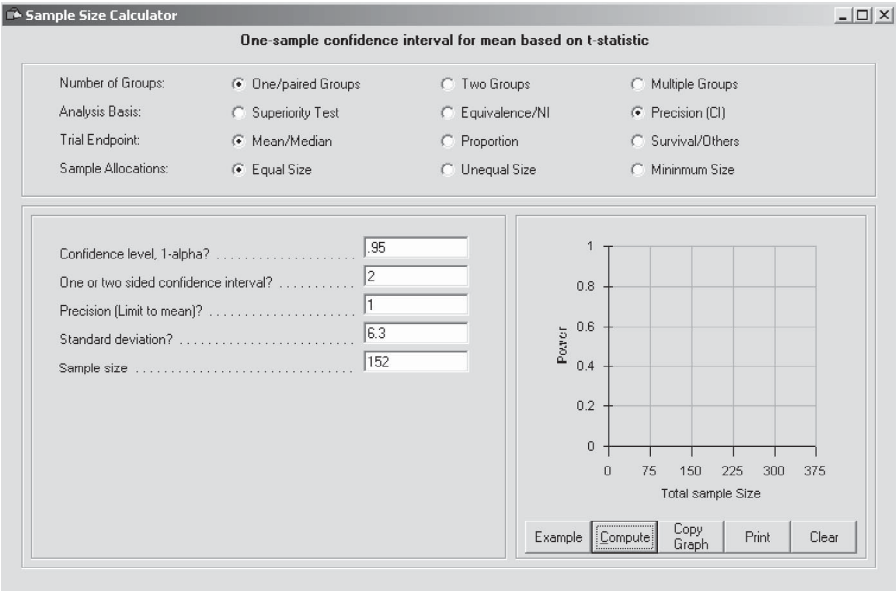 Sample Size Calculator
One-sample confidence interval for mean based on t-statistic
Number of Groups: One/paired Groups Two Groups Multiple Groups
Analysis Basis: Superiority Test Equivalence/NI Precision (CI)
Trial Endpoint: Mean/Median Proportion Survival/Others
Sample Allocations: Equal Size Unequal Size Mininmum Size
Confidence level, 1-alpha? .................... .95
One or two sided confidence interval? ........... 2
Precision (Limit to mean)? ..................... 1
Standard deviation? ......................... 6.3
Sample size ............................... 152
1
0.8
0.6
0.4
0.2
0
Power
0 75 150 225 300 375
Total sample Size
Example Compute Copy Graph Print Clear